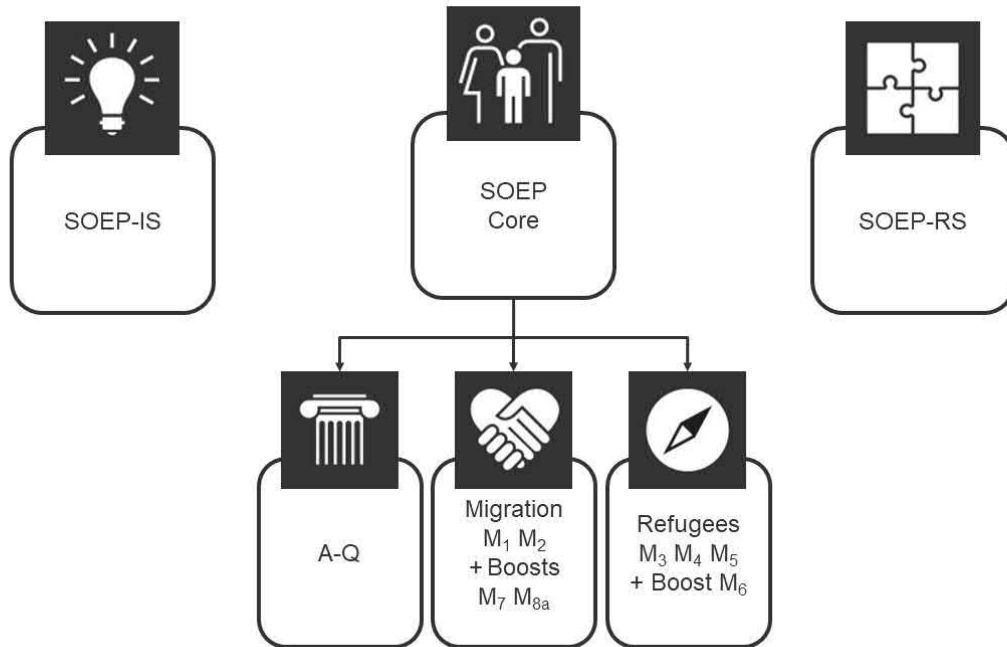 SOEP-IS
SOEP
Core
SOEP-RS
A-Q
Migration
M₁ M₂
+ Boosts
M₇ M₈ₐ
Refugees
M₃ M₄ M₅
+ Boost M₆